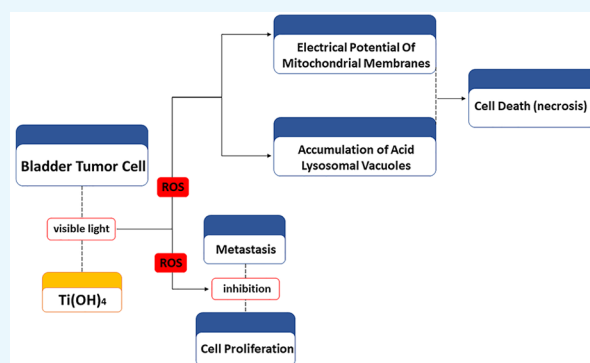 Electrical Potential Of
Mitochondrial Membranes
Cell Death (necrosis)
Accumulation of Acid
Lysosomal Vacuoles
Bladder Tumor Cell
ROS
visible light
ROS
Metastasis
Ti(OH)₄
inhibition
Cell Proliferation